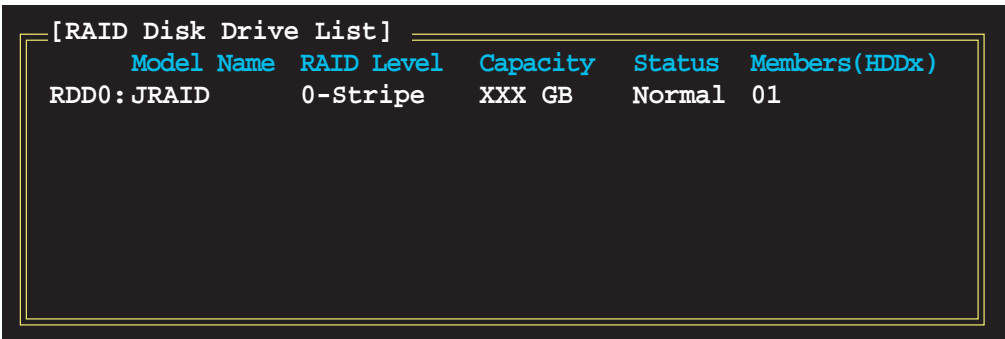 [RAID Disk Drive List]
Model Name RAID Level Capacity Status Members(HDDx)
RDD0: JRAID 0-Stripe XXX GB Normal 01